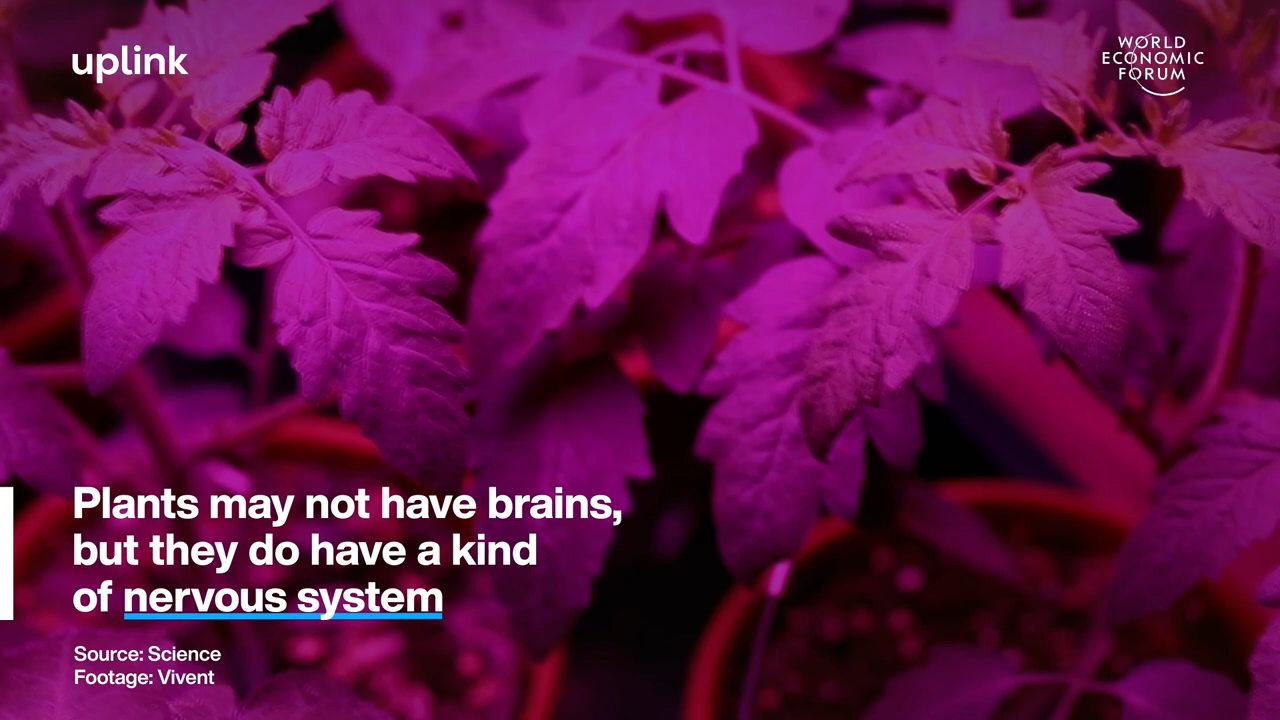 uplink
WORLD
ECONOMIC
FORUM
Plants may not have brains,
but they do have a kind
of nervous system
Source: Science
Footage: Vivent